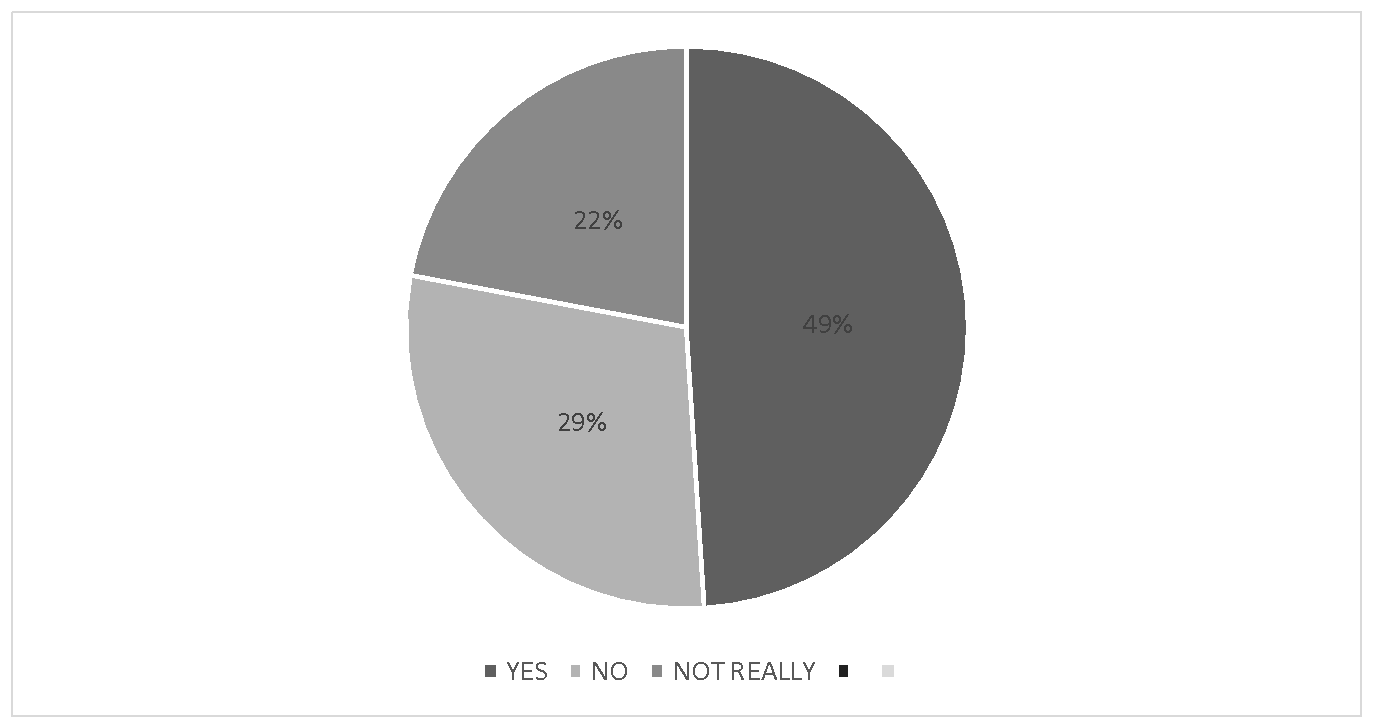 22%
49%
29%
YES NO NOT REALLY